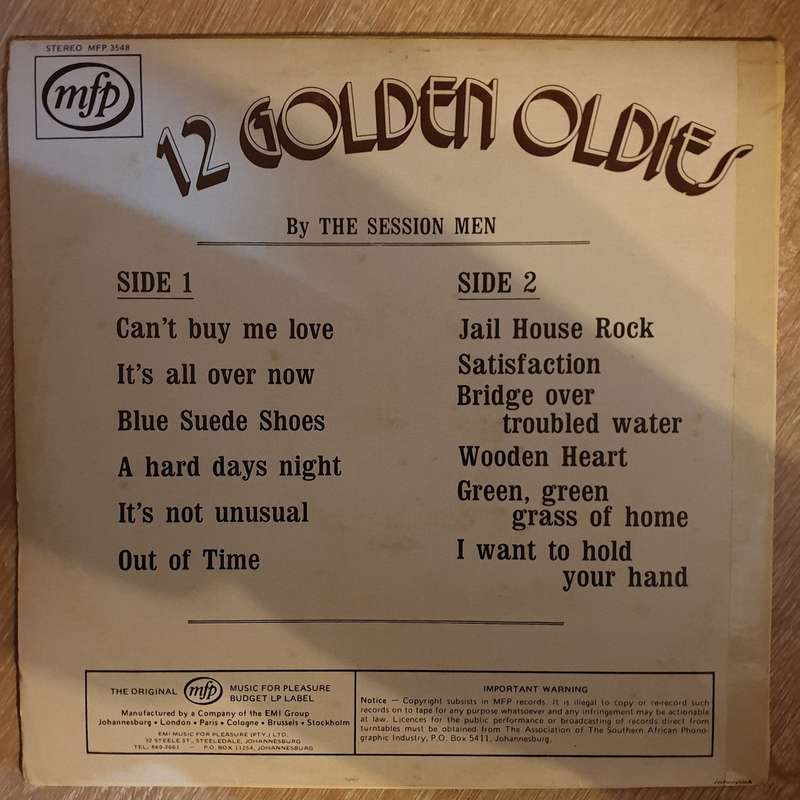 STEREO MFP 3548
mfp
12 GOLDEN OLDIES
By THE SESSION MEN
SIDE 1
Can't buy me love
It's all over now
Blue Suede Shoes
A hard days night
It's not unusual
Out of Time
SIDE 2
Jail House Rock
Satisfaction
Bridge over
troubled water
Wooden Heart
Green, green
grass of home
I want to hold
your hand
THE ORIGINAL mfp MUSIC FOR PLEASURE
BUDGET LP LABEL
Manufactured by a Company of the EMI Group
Johannesburg • London • Paris • Cologne • Brussels • Stockholm
EMI MUSIC FOR PLEASURE (PTY.) LTD.
32 STEELE ST., STEELEDALE, JOHANNESBURG
TEL. 860-2061 - P.O. BOX 11254, JOHANNESBURG
IMPORTANT WARNING
Notice — Copyright subsists in MFP records. It is illegal to copy or re-record such
records on to tape for any purpose whatsoever and any infringement may be actionable
at law. Licences for the public performance or broadcasting of records direct from
turntables must be obtained from The Association of The Southern African Phono-
graphic Industry, P.O. Box 5411, Johannesburg.